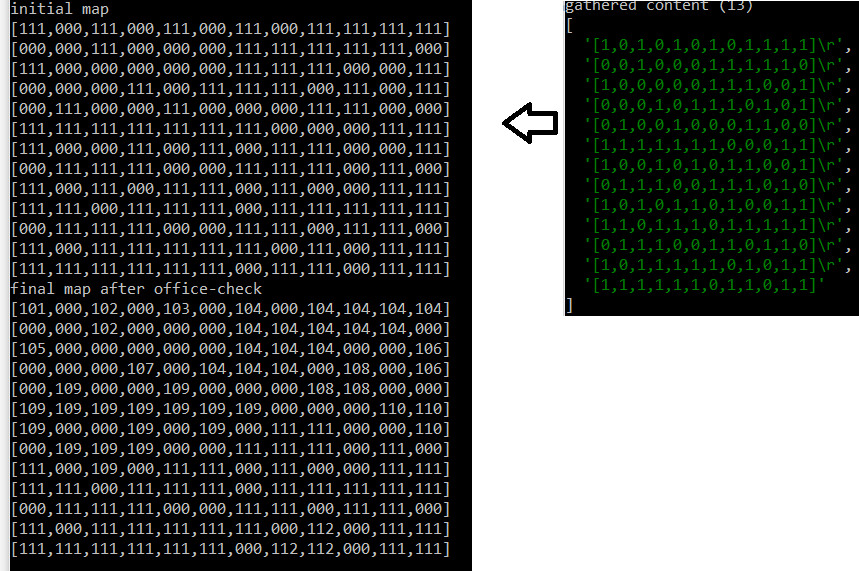 initial map
[111,000,111,000,111,000,111,000,111,111,111,111]
[000,000,111,000,000,000,111,111,111,111,111,000]
[111,000,000,000,000,000,111,111,111,000,000,111]
[000,000,000,111,000,111,111,111,000,111,000,111]
[000,111,000,000,111,000,000,000,111,111,000,000]
[111,111,111,111,111,111,111,000,000,000,111,111]
[111,000,000,111,000,111,000,111,111,000,000,111]
[000,111,111,111,000,000,111,111,111,000,111,000]
[111,000,111,000,111,111,000,111,000,000,111,111]
[111,111,000,111,111,111,000,111,111,111,111,111]
[000,111,111,111,000,000,111,111,000,111,111,000]
[111,000,111,111,111,111,111,000,111,000,111,111]
[111,111,111,111,111,111,000,111,111,000,111,111]
final map after office-check
[101,000,102,000,103,000,104,000,104,104,104,104]
[000,000,102,000,000,000,104,104,104,104,104,000]
[105,000,000,000,000,000,104,104,104,000,000,106]
[000,000,000,107,000,104,104,104,000,108,000,106]
[000,109,000,000,109,000,000,000,108,108,000,000]
[109,109,109,109,109,109,109,000,000,000,110,110]
[109,000,000,109,000,109,000,111,111,000,000,110]
[000,109,109,109,000,000,111,111,111,000,111,000]
[111,000,109,000,111,111,000,111,000,000,111,111]
[111,111,000,111,111,111,000,111,111,111,111,111]
[000,111,111,111,000,000,111,111,000,111,111,000]
[111,000,111,111,111,111,111,000,112,000,111,111]
[111,111,111,111,111,111,000,112,112,000,111,111]
gathered content (13)
[
'[1,0,1,0,1,0,1,0,1,1,1,1]\r',
'[0,0,1,0,0,0,1,1,1,1,1,0]\r',
'[1,0,0,0,0,0,1,1,1,0,0,1]\r',
'[0,0,0,1,0,1,1,1,0,1,0,1]\r',
'[0,1,0,0,1,0,0,0,1,1,0,0]\r',
'[1,1,1,1,1,1,1,0,0,0,1,1]\r',
'[1,0,0,1,0,1,0,1,1,0,0,1]\r',
'[0,1,1,1,0,0,1,1,1,0,1,0]\r',
'[1,0,1,0,1,1,0,1,0,0,1,1]\r',
'[1,1,0,1,1,1,0,1,1,1,1,1]\r',
'[0,1,1,1,0,0,1,1,0,1,1,0]\r',
'[1,0,1,1,1,1,1,0,1,0,1,1]\r',
'[1,1,1,1,1,1,0,1,1,0,1,1]'
]